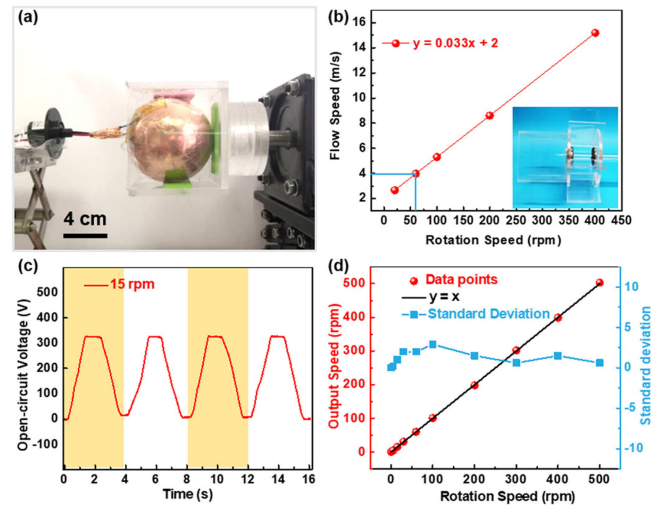 (a)
4 cm
(b)
y = 0.033x + 2
Flow Speed (m/s)
16
14
12
10
8
6
4
2
0 50 100 150 200 250 300 350 400 450
Rotation Speed (rpm)
(c)
15 rpm
Open-circuit Voltage (V)
500
400
300
200
100
0
-100
0 2 4 6 8 10 12 14 16
Time (s)
(d)
Data points
y = x
Standard Deviation
Output Speed (rpm)
500
400
300
200
100
0
0 100 200 300 400 500
Rotation Speed (rpm)
10
5
0
-5
-10
Standard deviation